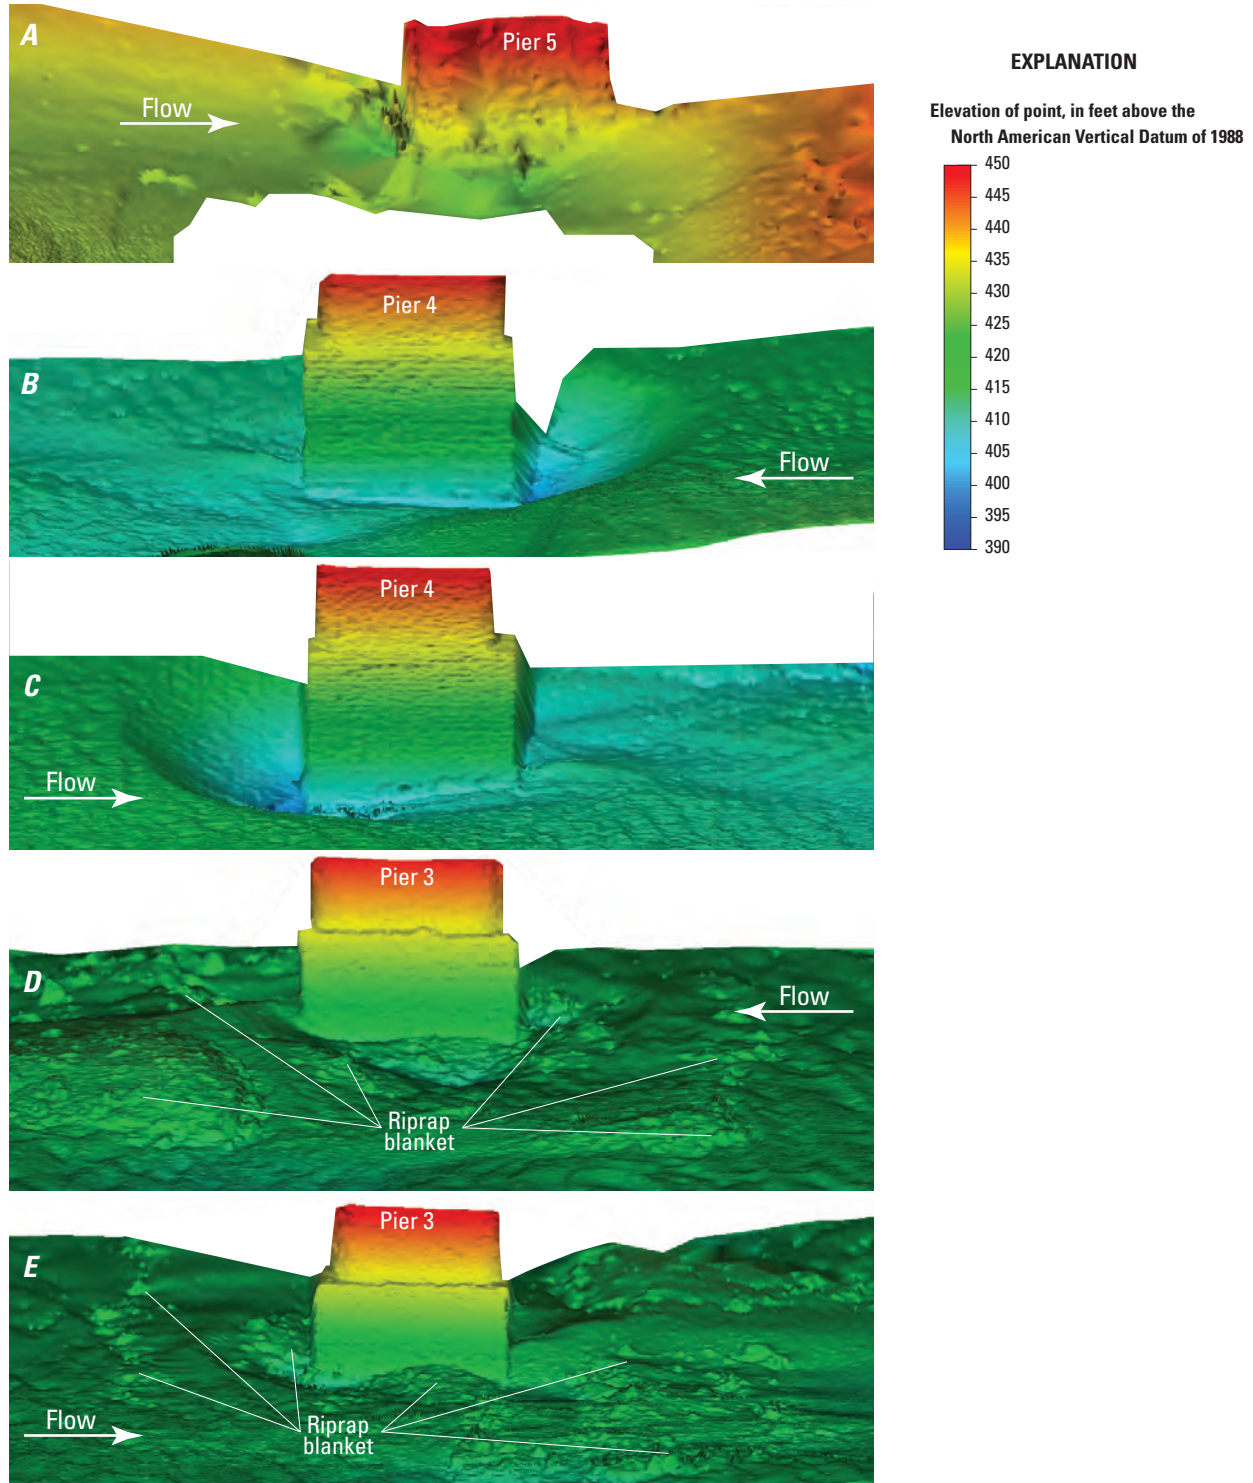 A
Pier 5
Flow
EXPLANATION
Elevation of point, in feet above the
North American Vertical Datum of 1988
450
445
440
435
430
425
420
415
410
405
400
395
390
B
Pier 4
Flow
C
Pier 4
Flow
D
Pier 3
Flow
Riprap
blanket
E
Pier 3
Flow
Riprap
blanket